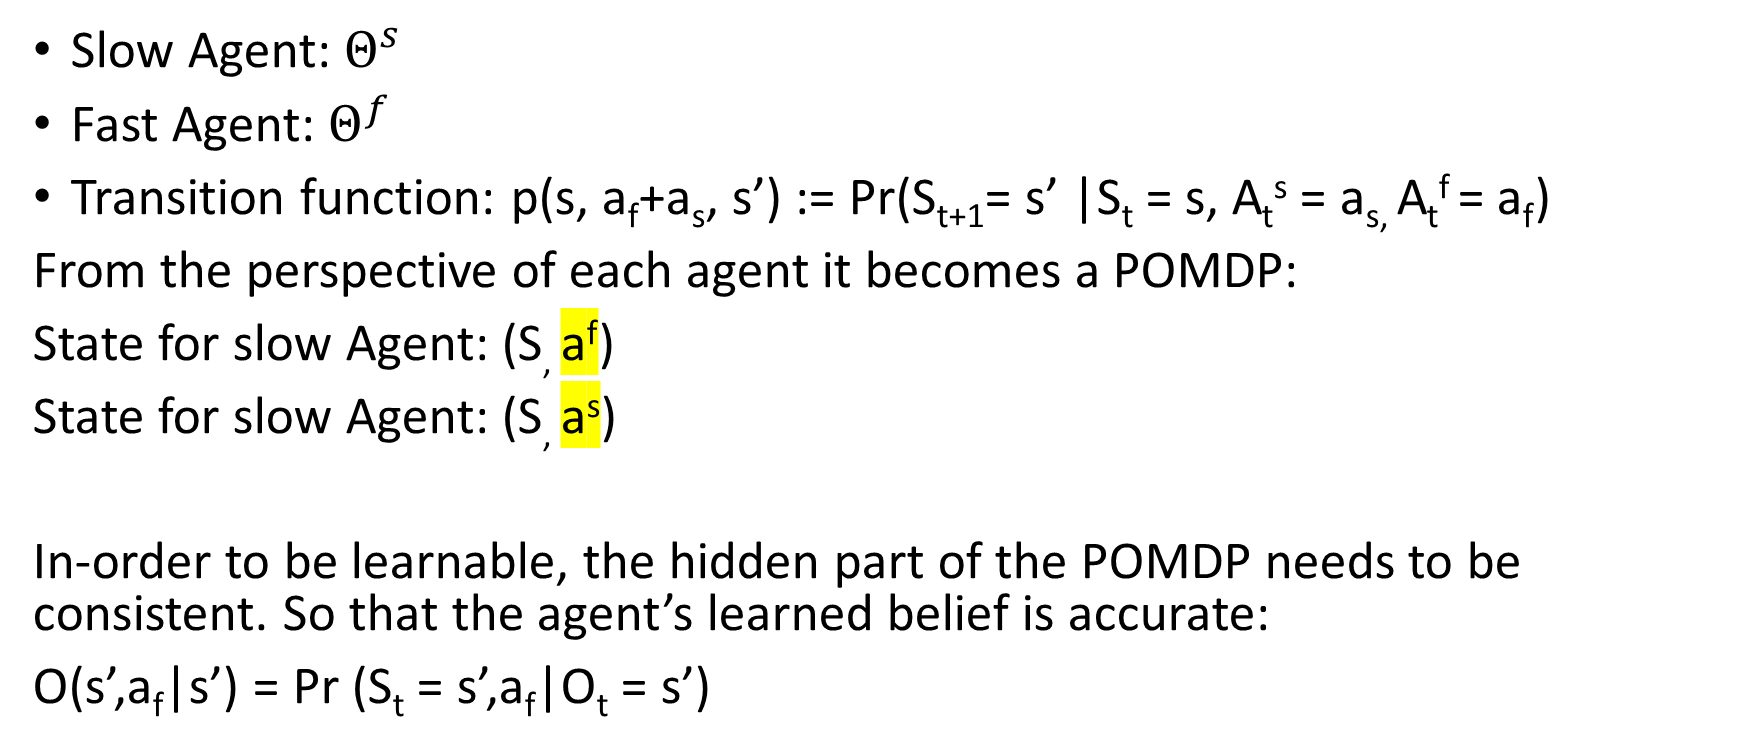 • Slow Agent: Θˢ
• Fast Agent: Θᶠ
• Transition function: p(s, a_f+a_s, s’) := Pr(S_{t+1}= s’ |S_t = s, A_t^s = a_s, A_t^f = a_f)
From the perspective of each agent it becomes a POMDP:
State for slow Agent: (S, a^f)
State for slow Agent: (S, a^s)
In-order to be learnable, the hidden part of the POMDP needs to be
consistent. So that the agent’s learned belief is accurate:
O(s’,a_f|s’) = Pr (S_t = s’,a_f|O_t = s’)